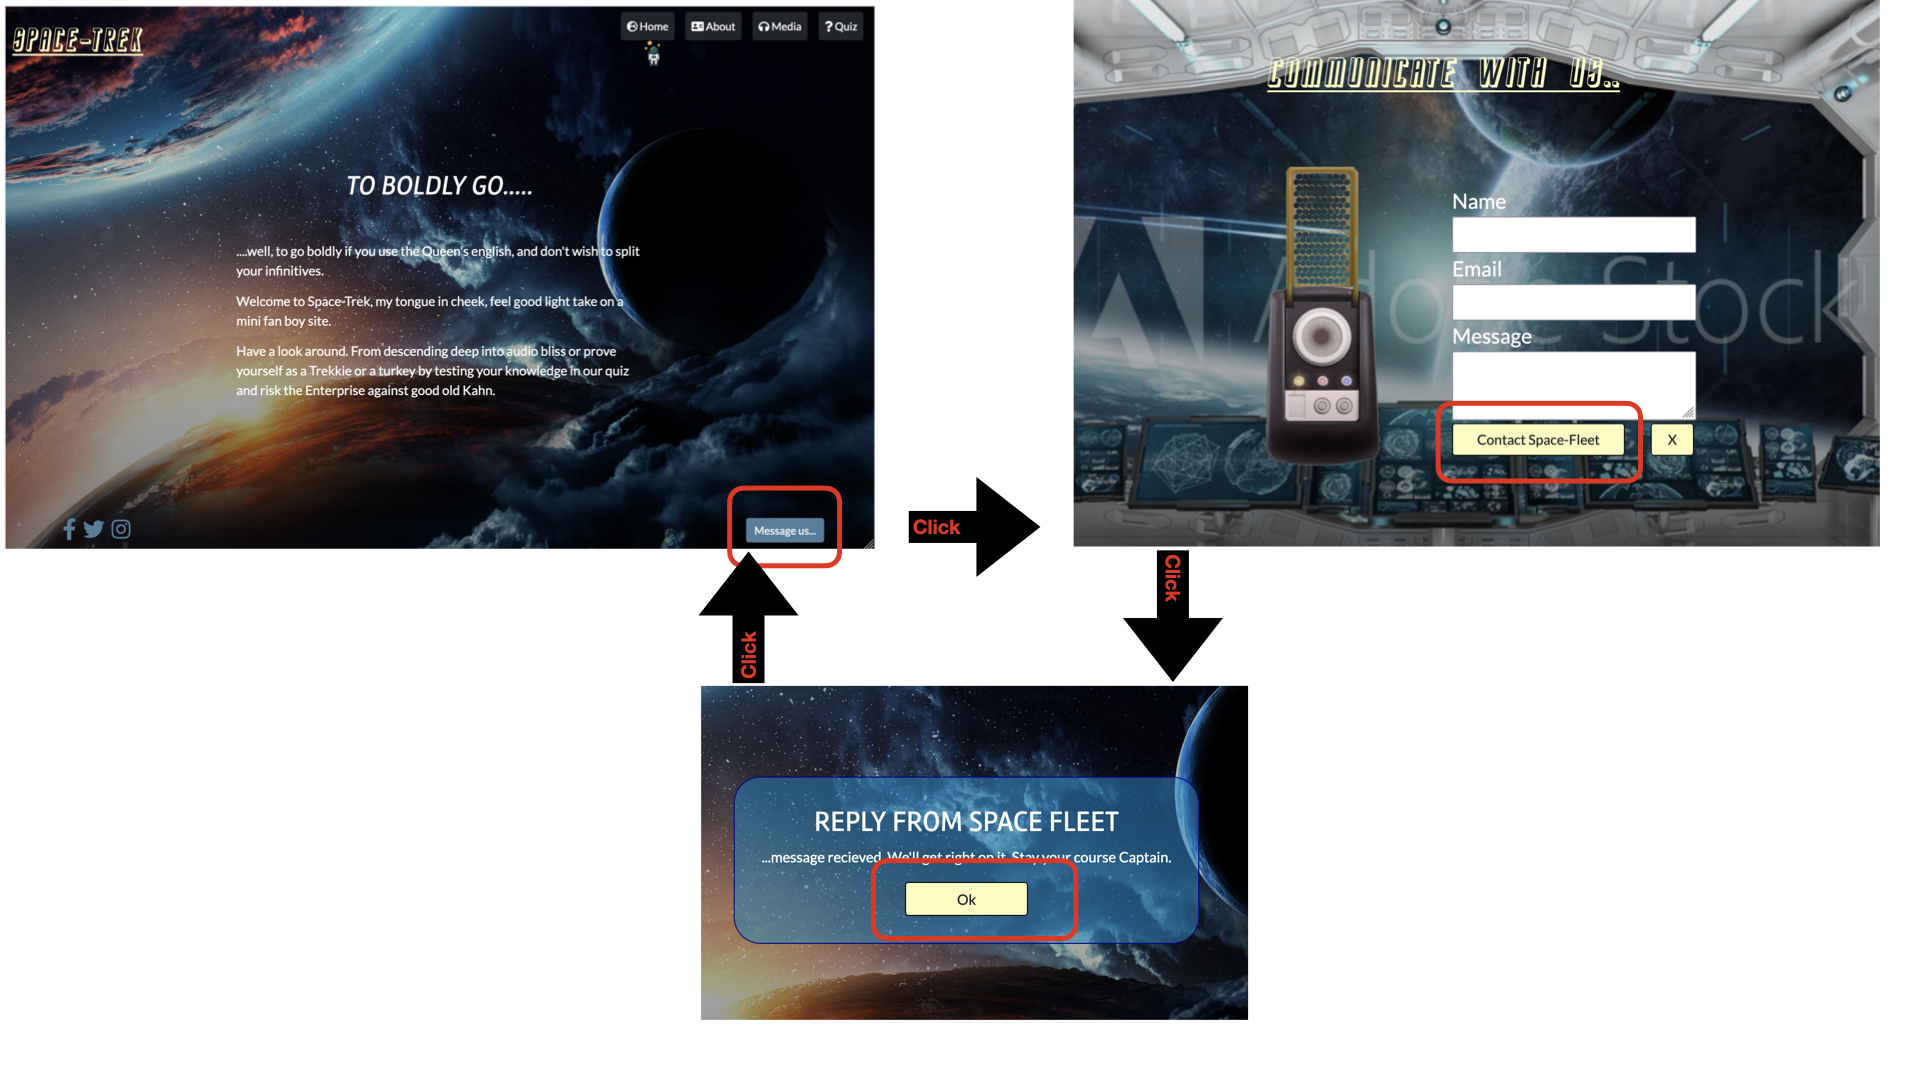 SPACE-TREK
Home
About
Media
Quiz
TO BOLDLY GO.....
....well, to go boldly if you use the Queen's english, and don't wish to split
your infinitives.
Welcome to Space-Trek, my tongue in cheek, feel good light take on a
mini fan boy site.
Have a look around. From descending deep into audio bliss or prove
yourself as a Trekkie or a turkey by testing your knowledge in our quiz
and risk the Enterprise against good old Kahn.
Message us...
Click
COMMUNICATE WITH US..
Name
Email
Message
Adobe Stock
Contact Space-Fleet
X
Click
Click
REPLY FROM SPACE FLEET
...message recieved. We'll get right on it. Stay your course Captain.
Ok